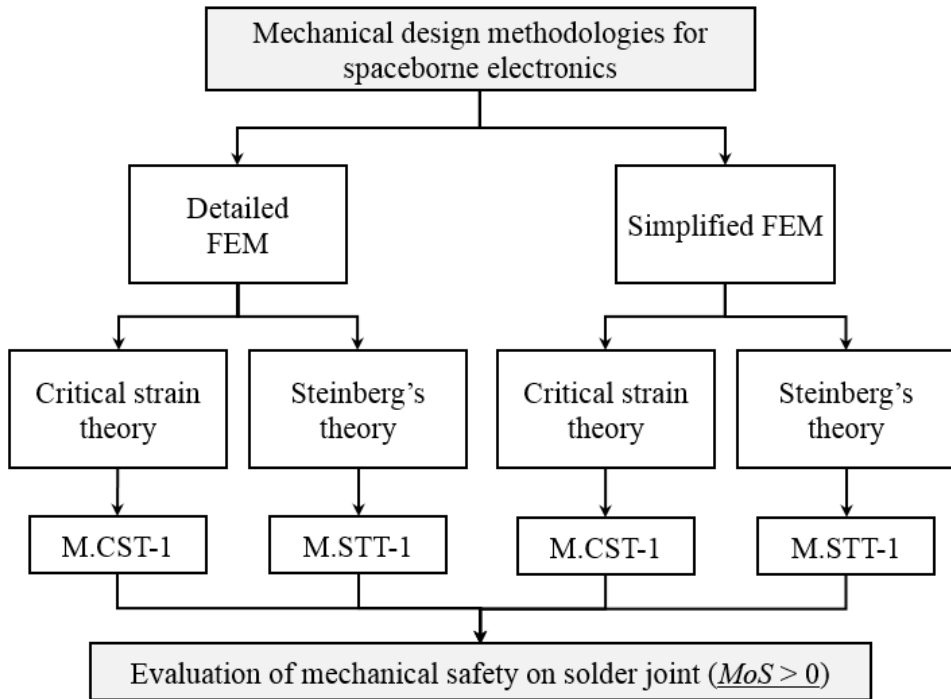 Mechanical design methodologies for
spaceborne electronics
Detailed
FEM
Simplified FEM
Critical strain
theory
Steinberg’s
theory
Critical strain
theory
Steinberg’s
theory
M.CST-1
M.STT-1
M.CST-1
M.STT-1
Evaluation of mechanical safety on solder joint (MoS > 0)